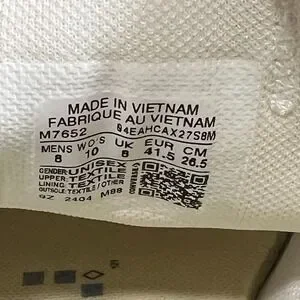 MADE IN VIETNAM
FABRIQUE AU VIETNAM
M7652 04EAHCAX27S8M
MENS WO'S UK EUR CM
8 10 8 41.5 26.5
GENDER: UNISEX
UPPER: TEXTILE
LINING: TEXTILE
OUTSOLE: TEXTILE / OTHER
2404 M88
CONVERSE